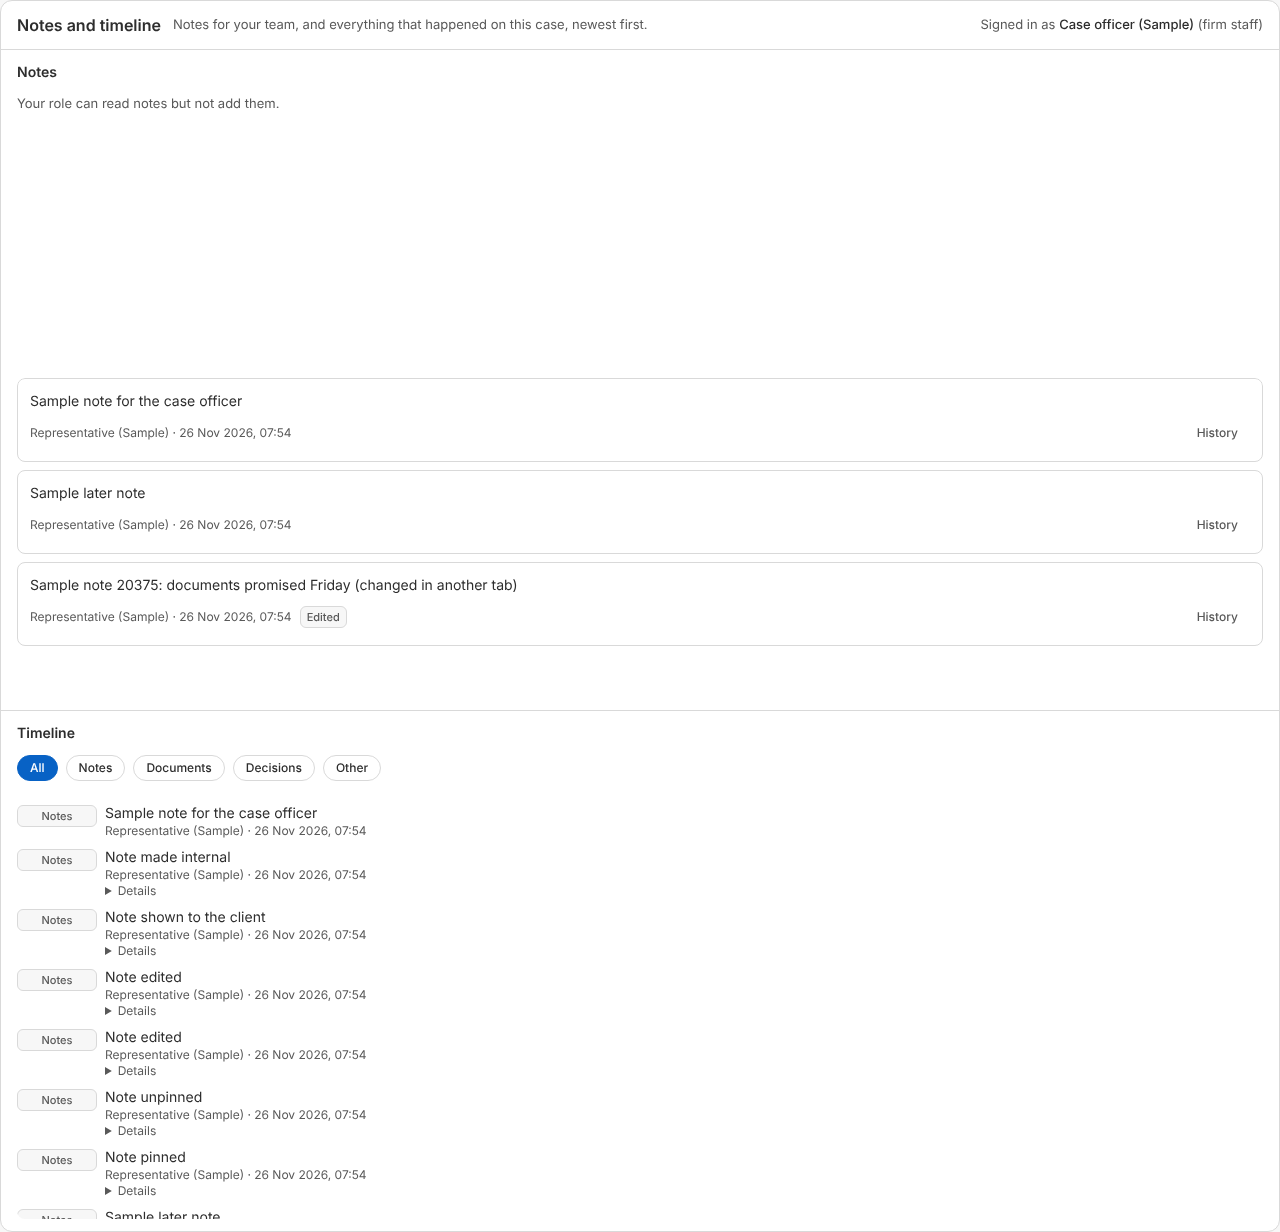 Notes and timeline Notes for your team, and everything that happened on this case, newest first. Signed in as Case officer (Sample) (firm staff)
Notes
Your role can read notes but not add them.
Sample note for the case officer
Representative (Sample) · 26 Nov 2026, 07:54 History
Sample later note
Representative (Sample) · 26 Nov 2026, 07:54 History
Sample note 20375: documents promised Friday (changed in another tab)
Representative (Sample) · 26 Nov 2026, 07:54 Edited History
Timeline
All Notes Documents Decisions Other
Notes Sample note for the case officer
Representative (Sample) · 26 Nov 2026, 07:54
Notes Note made internal
Representative (Sample) · 26 Nov 2026, 07:54
Details
Notes Note shown to the client
Representative (Sample) · 26 Nov 2026, 07:54
Details
Notes Note edited
Representative (Sample) · 26 Nov 2026, 07:54
Details
Notes Note edited
Representative (Sample) · 26 Nov 2026, 07:54
Details
Notes Note unpinned
Representative (Sample) · 26 Nov 2026, 07:54
Details
Notes Note pinned
Representative (Sample) · 26 Nov 2026, 07:54
Details
Notes Sample later note